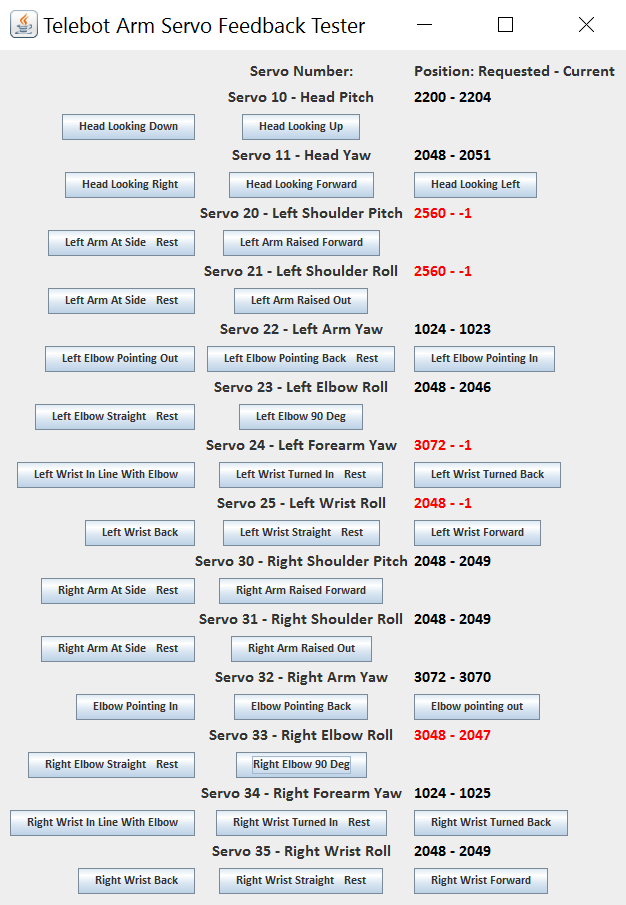 Telebot Arm Servo Feedback Tester
Servo Number: Position: Requested - Current
Servo 10 - Head Pitch 2200 - 2204
Head Looking Down Head Looking Up
Servo 11 - Head Yaw 2048 - 2051
Head Looking Right Head Looking Forward Head Looking Left
Servo 20 - Left Shoulder Pitch 2560 - -1
Left Arm At Side Rest Left Arm Raised Forward
Servo 21 - Left Shoulder Roll 2560 - -1
Left Arm At Side Rest Left Arm Raised Out
Servo 22 - Left Arm Yaw 1024 - 1023
Left Elbow Pointing Out Left Elbow Pointing Back Rest Left Elbow Pointing In
Servo 23 - Left Elbow Roll 2048 - 2046
Left Elbow Straight Rest Left Elbow 90 Deg
Servo 24 - Left Forearm Yaw 3072 - -1
Left Wrist In Line With Elbow Left Wrist Turned In Rest Left Wrist Turned Back
Servo 25 - Left Wrist Roll 2048 - -1
Left Wrist Back Left Wrist Straight Rest Left Wrist Forward
Servo 30 - Right Shoulder Pitch 2048 - 2049
Right Arm At Side Rest Right Arm Raised Forward
Servo 31 - Right Shoulder Roll 2048 - 2049
Right Arm At Side Rest Right Arm Raised Out
Servo 32 - Right Arm Yaw 3072 - 3070
Elbow Pointing In Elbow Pointing Back Elbow pointing out
Servo 33 - Right Elbow Roll 3048 - 2047
Right Elbow Straight Rest Right Elbow 90 Deg
Servo 34 - Right Forearm Yaw 1024 - 1025
Right Wrist In Line With Elbow Right Wrist Turned In Rest Right Wrist Turned Back
Servo 35 - Right Wrist Roll 2048 - 2049
Right Wrist Back Right Wrist Straight Rest Right Wrist Forward